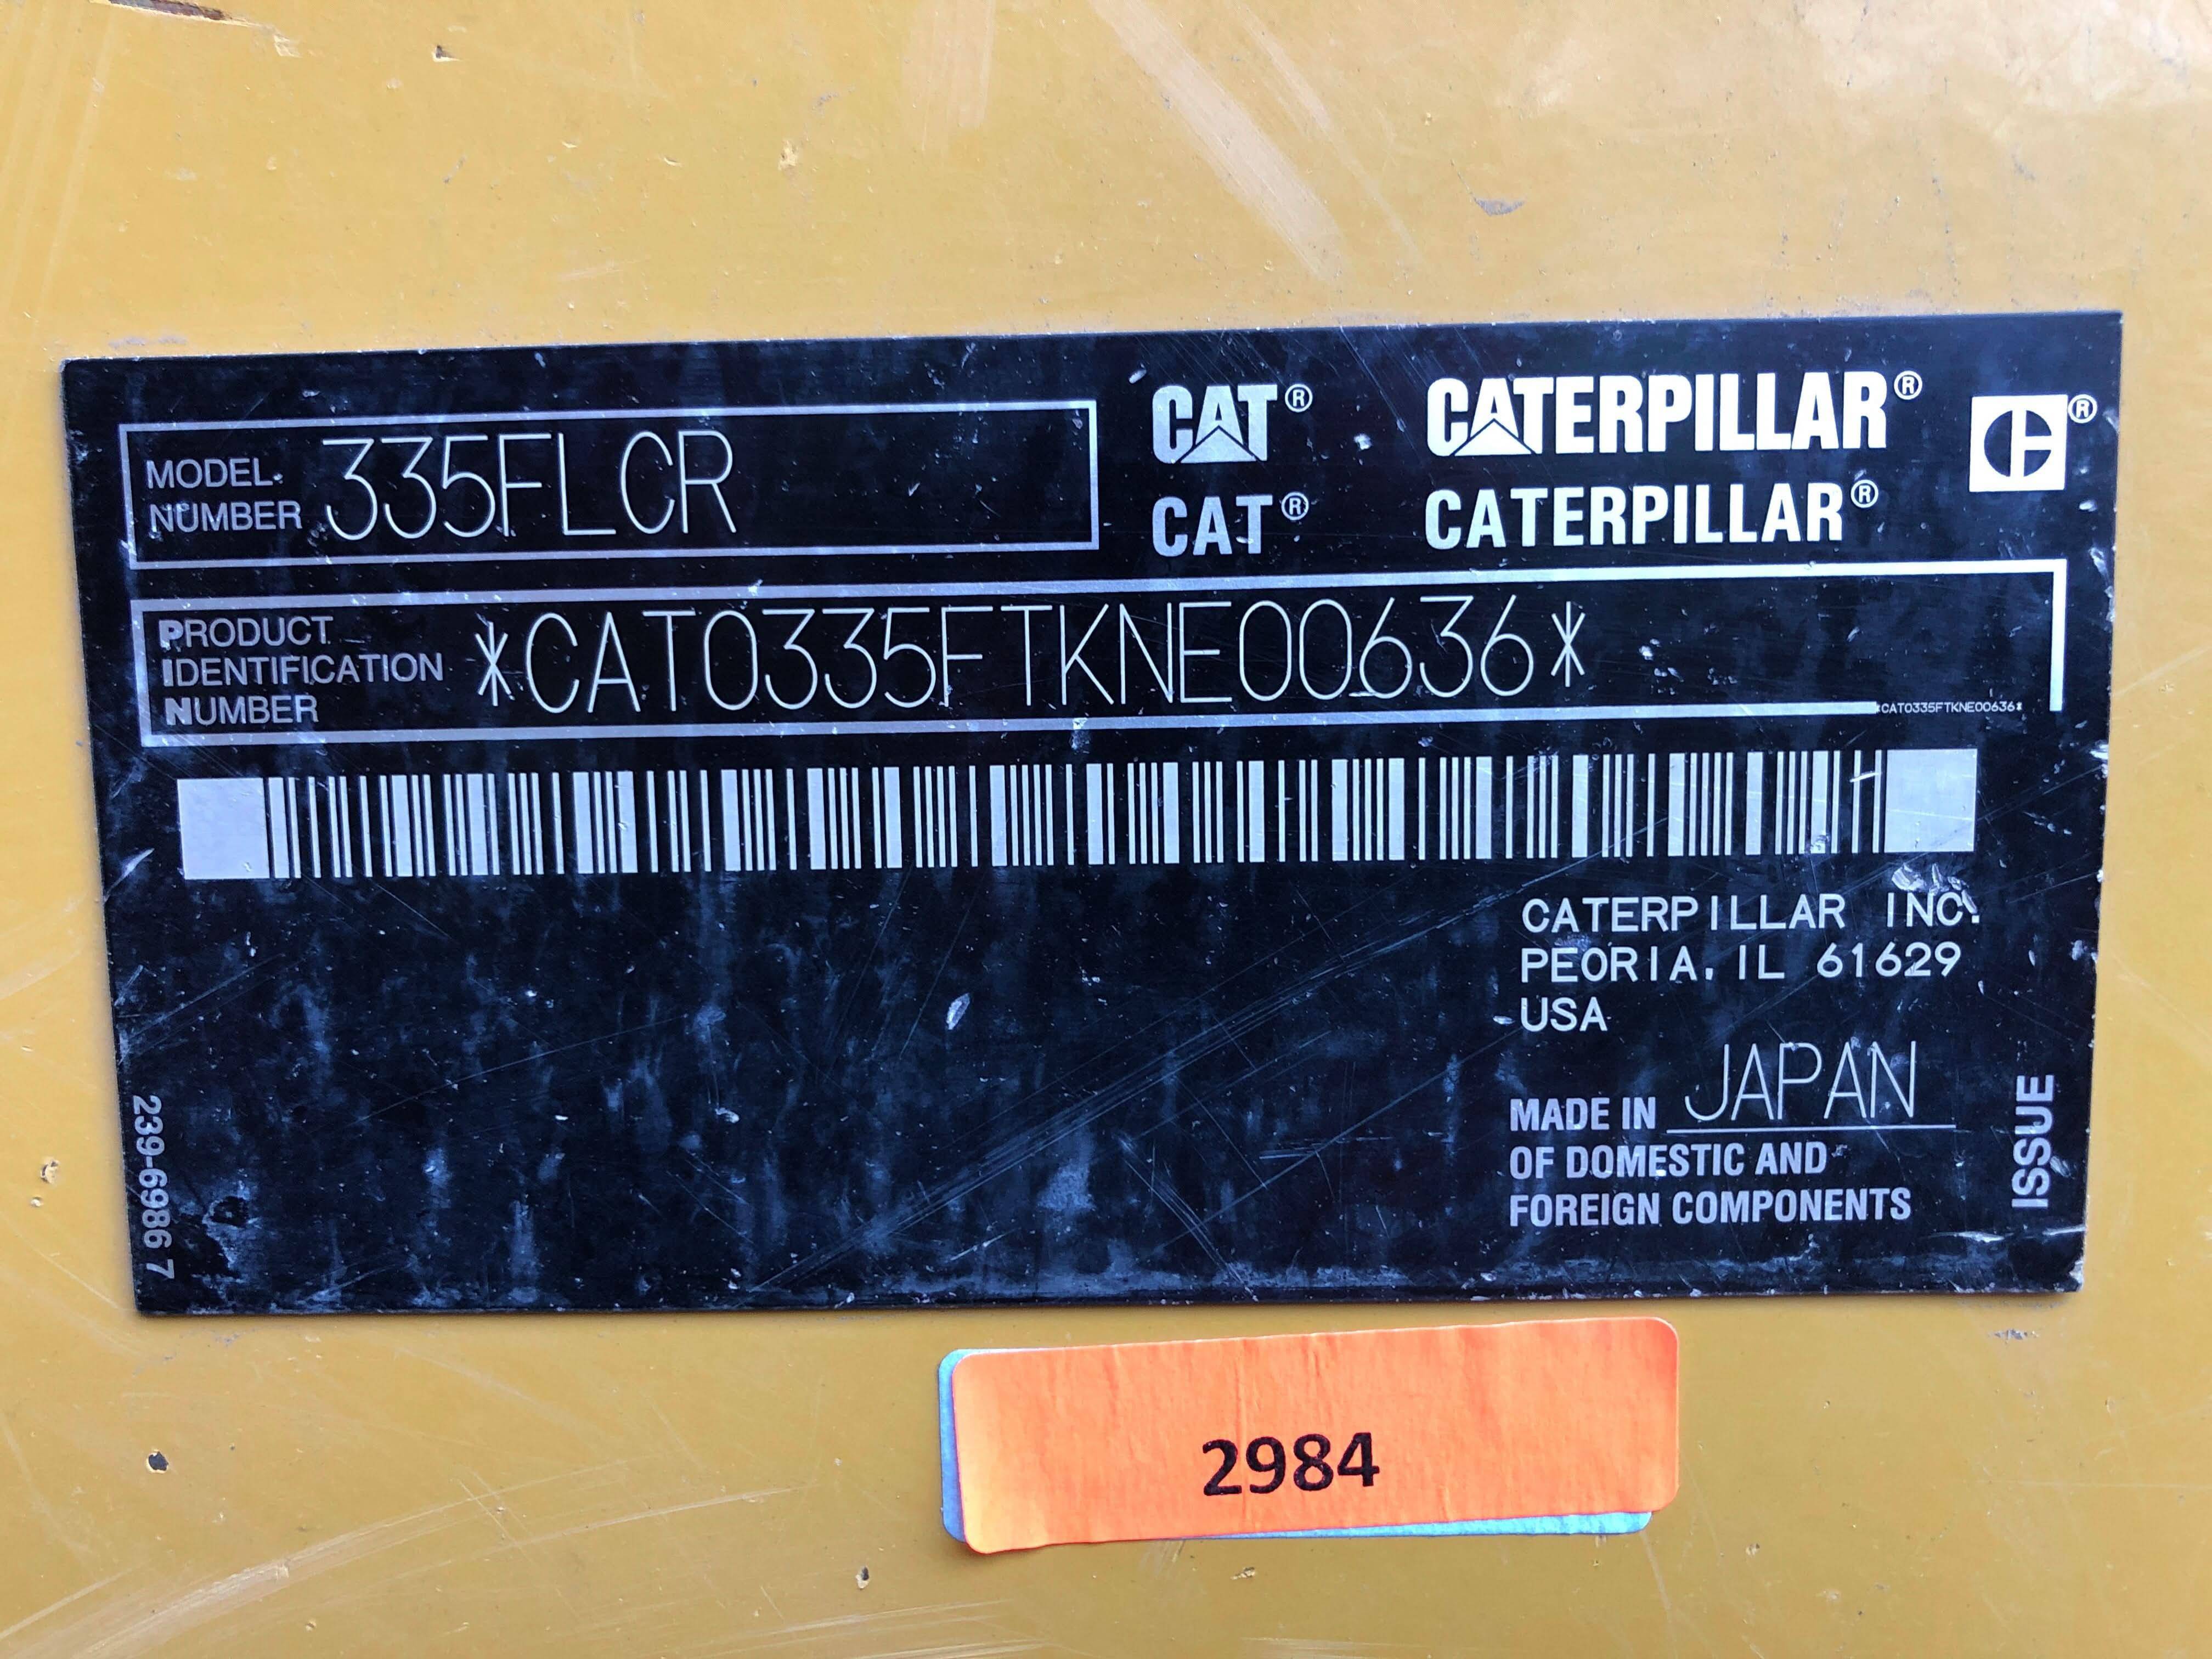 MODEL NUMBER 335FLCR
CAT® CATERPILLAR®
CAT® CATERPILLAR®
PRODUCT IDENTIFICATION NUMBER *CAT0335FTKNE00636*
*CAT0335FTKNE00636*
CATERPILLAR INC.
PEORIA, IL 61629
USA
MADE IN JAPAN
OF DOMESTIC AND
FOREIGN COMPONENTS
ISSUE
239-6986 7
2984